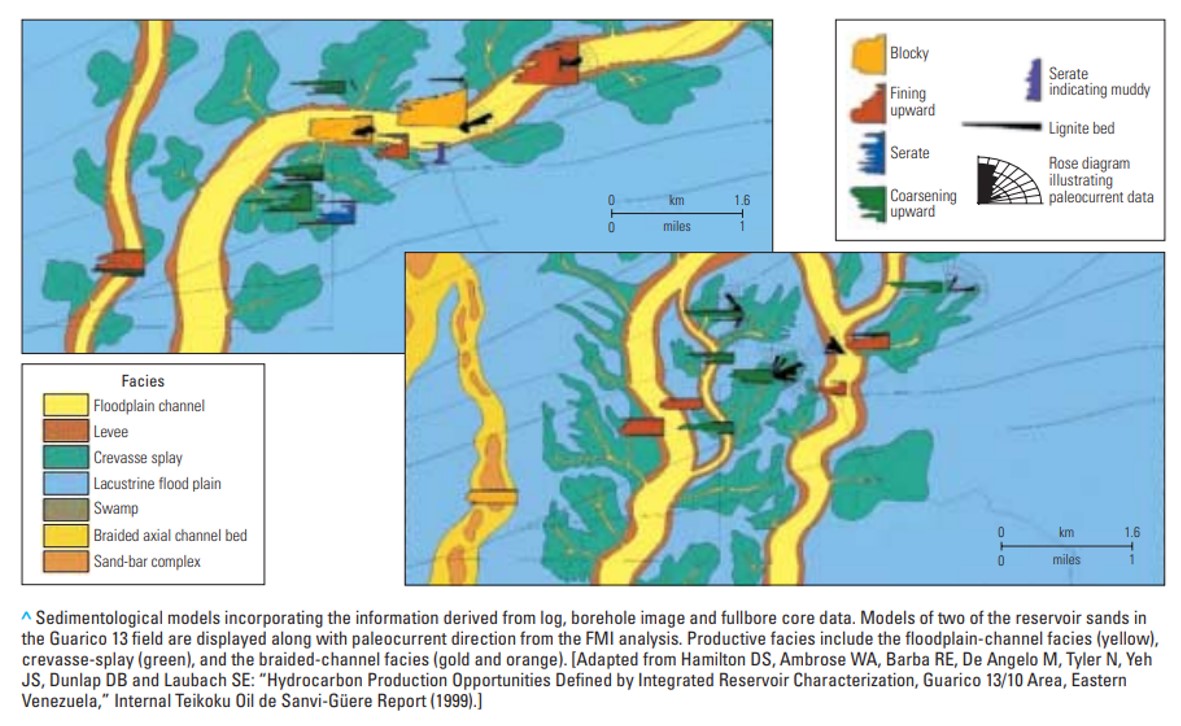 Blocky
Fining
upward
Serate
Coarsening
upward
Serate
indicating muddy
Lignite bed
Rose diagram
illustrating
paleocurrent data
0 km 1.6
0 miles 1
0 km 1.6
0 miles 1
Facies
Floodplain channel
Levee
Crevasse splay
Lacustrine flood plain
Swamp
Braided axial channel bed
Sand-bar complex
^ Sedimentological models incorporating the information derived from log, borehole image and fullbore core data. Models of two of the reservoir sands in
the Guarico 13 field are displayed along with paleocurrent direction from the FMI analysis. Productive facies include the floodplain-channel facies (yellow),
crevasse-splay (green), and the braided-channel facies (gold and orange). [Adapted from Hamilton DS, Ambrose WA, Barba RE, De Angelo M, Tyler N, Yeh
JS, Dunlap DB and Laubach SE: “Hydrocarbon Production Opportunities Defined by Integrated Reservoir Characterization, Guarico 13/10 Area, Eastern
Venezuela,” Internal Teikoku Oil de Sanvi-Güere Report (1999).]